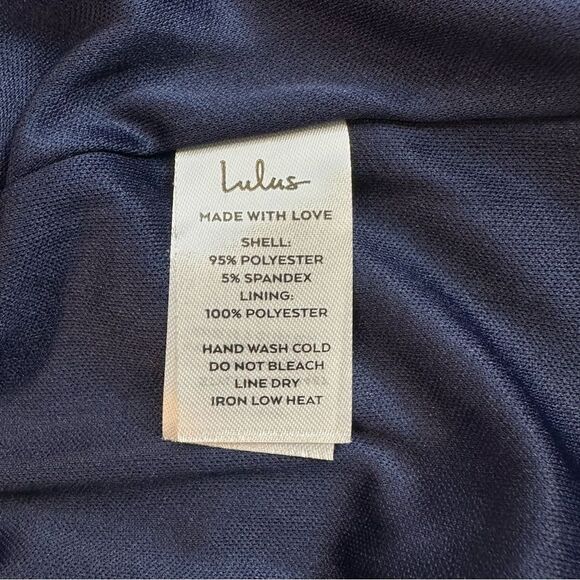 Lulus
MADE WITH LOVE
SHELL:
95% POLYESTER
5% SPANDEX
LINING:
100% POLYESTER
HAND WASH COLD
DO NOT BLEACH
LINE DRY
IRON LOW HEAT